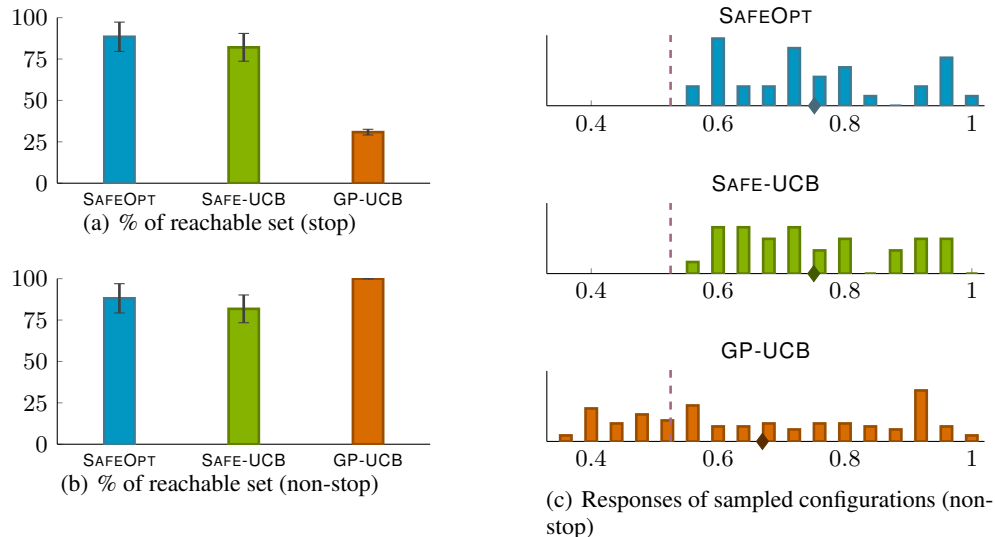 100
75
50
25
0
SAFEOPT
SAFE-UCB
GP-UCB
(a) % of reachable set (stop)
100
75
50
25
0
SAFEOPT
SAFE-UCB
GP-UCB
(b) % of reachable set (non-stop)
SAFEOPT
0.4
0.6
0.8
1
SAFE-UCB
0.4
0.6
0.8
1
GP-UCB
0.4
0.6
0.8
1
(c) Responses of sampled configurations (non-
stop)